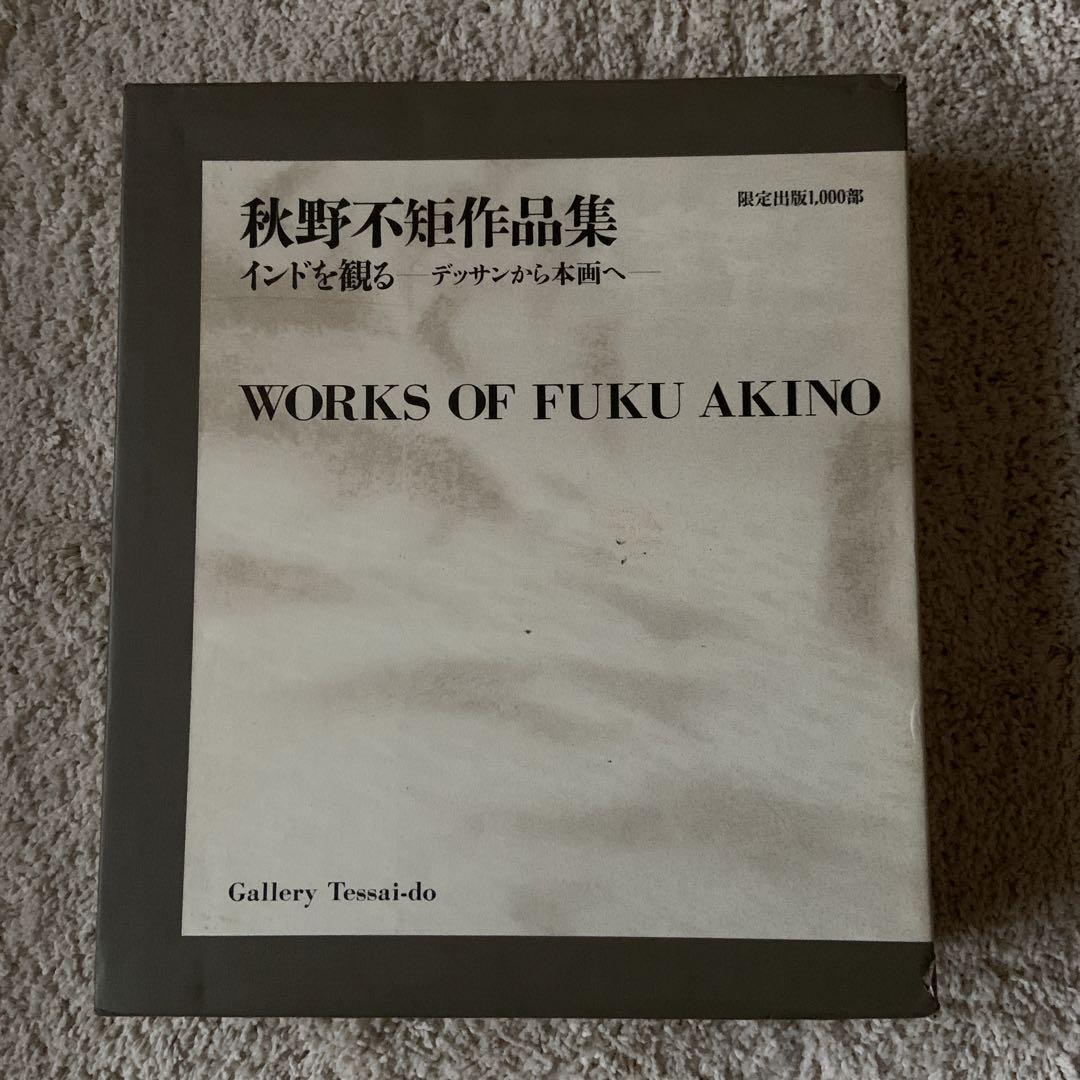 限定出版1,000部
秋野不矩作品集
インドを観る―デッサンから本画へ―
WORKS OF FUKU AKINO
Gallery Tessai-do